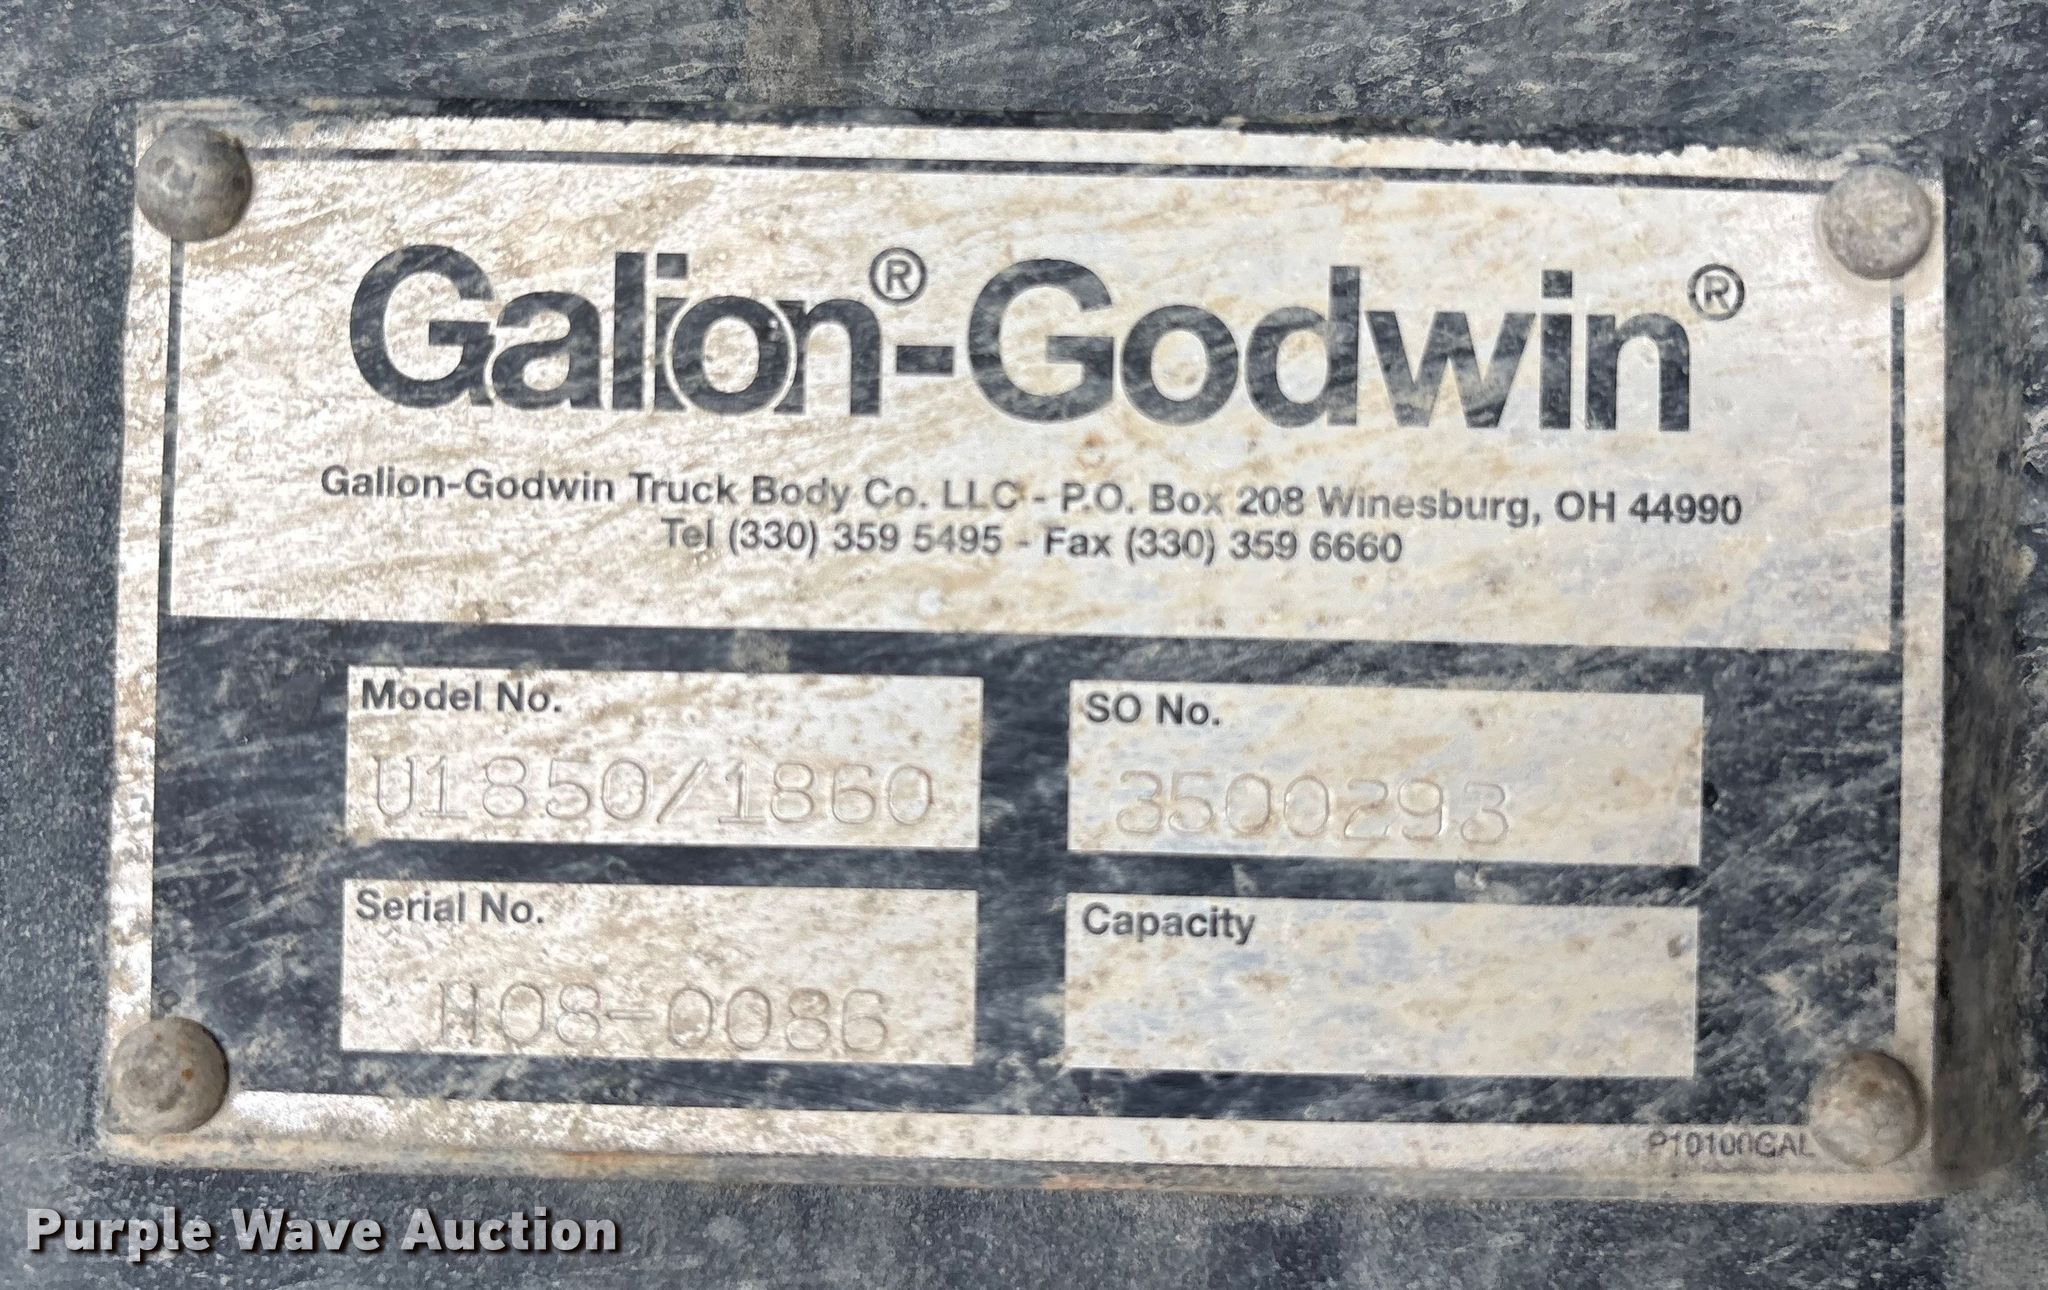 Galion®-Godwin®
Galion-Godwin Truck Body Co. LLC - P.O. Box 208 Winesburg, OH 44990
Tel (330) 359 5495 - Fax (330) 359 6660
Model No.
U1850/1860
SO No.
3500293
Serial No.
H08-0086
Capacity
P10100GAL
Purple Wave Auction